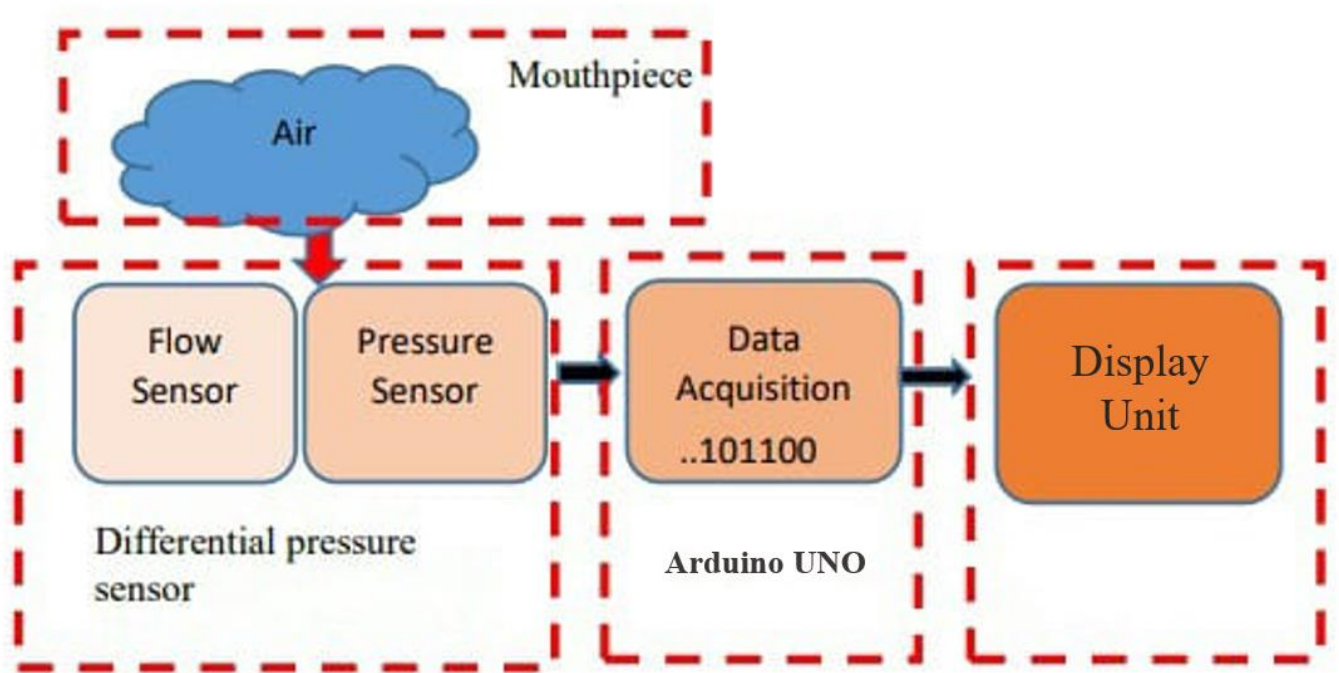 Mouthpiece
Air
Flow
Sensor
Pressure
Sensor
Differential pressure
sensor
Data
Acquisition
..101100
Arduino UNO
Display
Unit